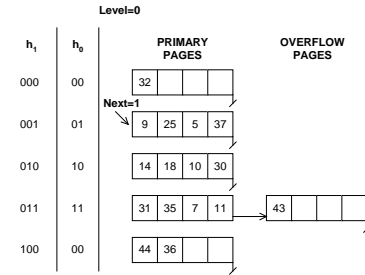 Level=0
h1 h0 PRIMARY PAGES OVERFLOW PAGES
000 00 32
Next=1
001 01 9 25 5 37
010 10 14 18 10 30
011 11 31 35 7 11 43
100 00 44 36